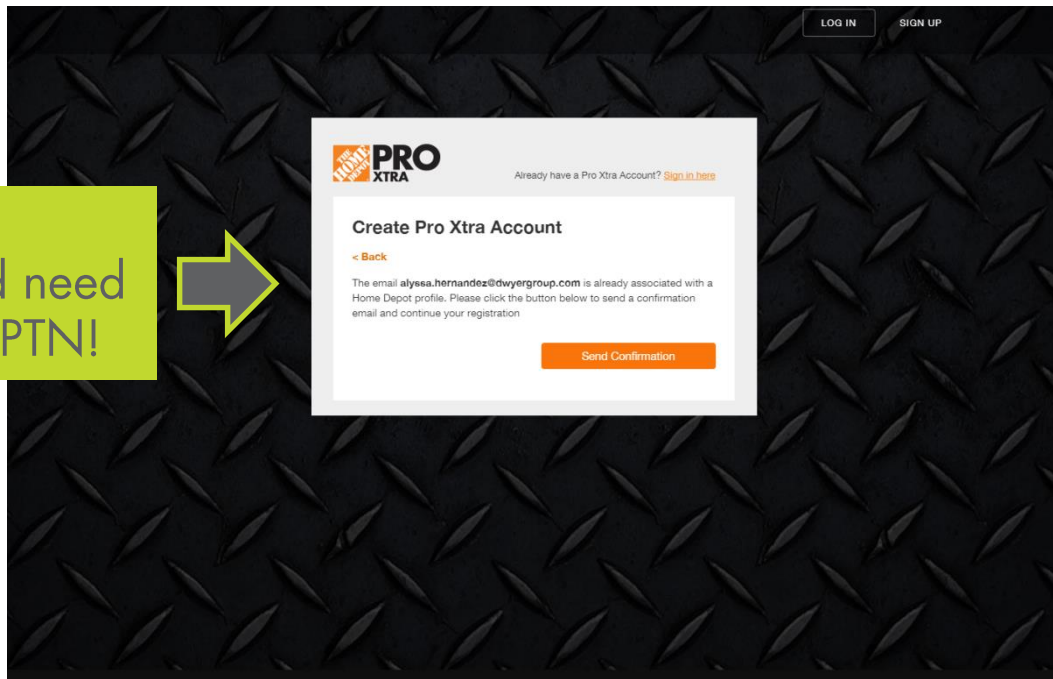 LOG IN SIGN UP
THE HOME DEPOT PRO XTRA
Already have a Pro Xtra Account? Sign in here
Create Pro Xtra Account
< Back
The email alyssa.hernandez@dwyergroup.com is already associated with a
Home Depot profile. Please click the button below to send a confirmation
email and continue your registration
Send Confirmation
need
PTN!